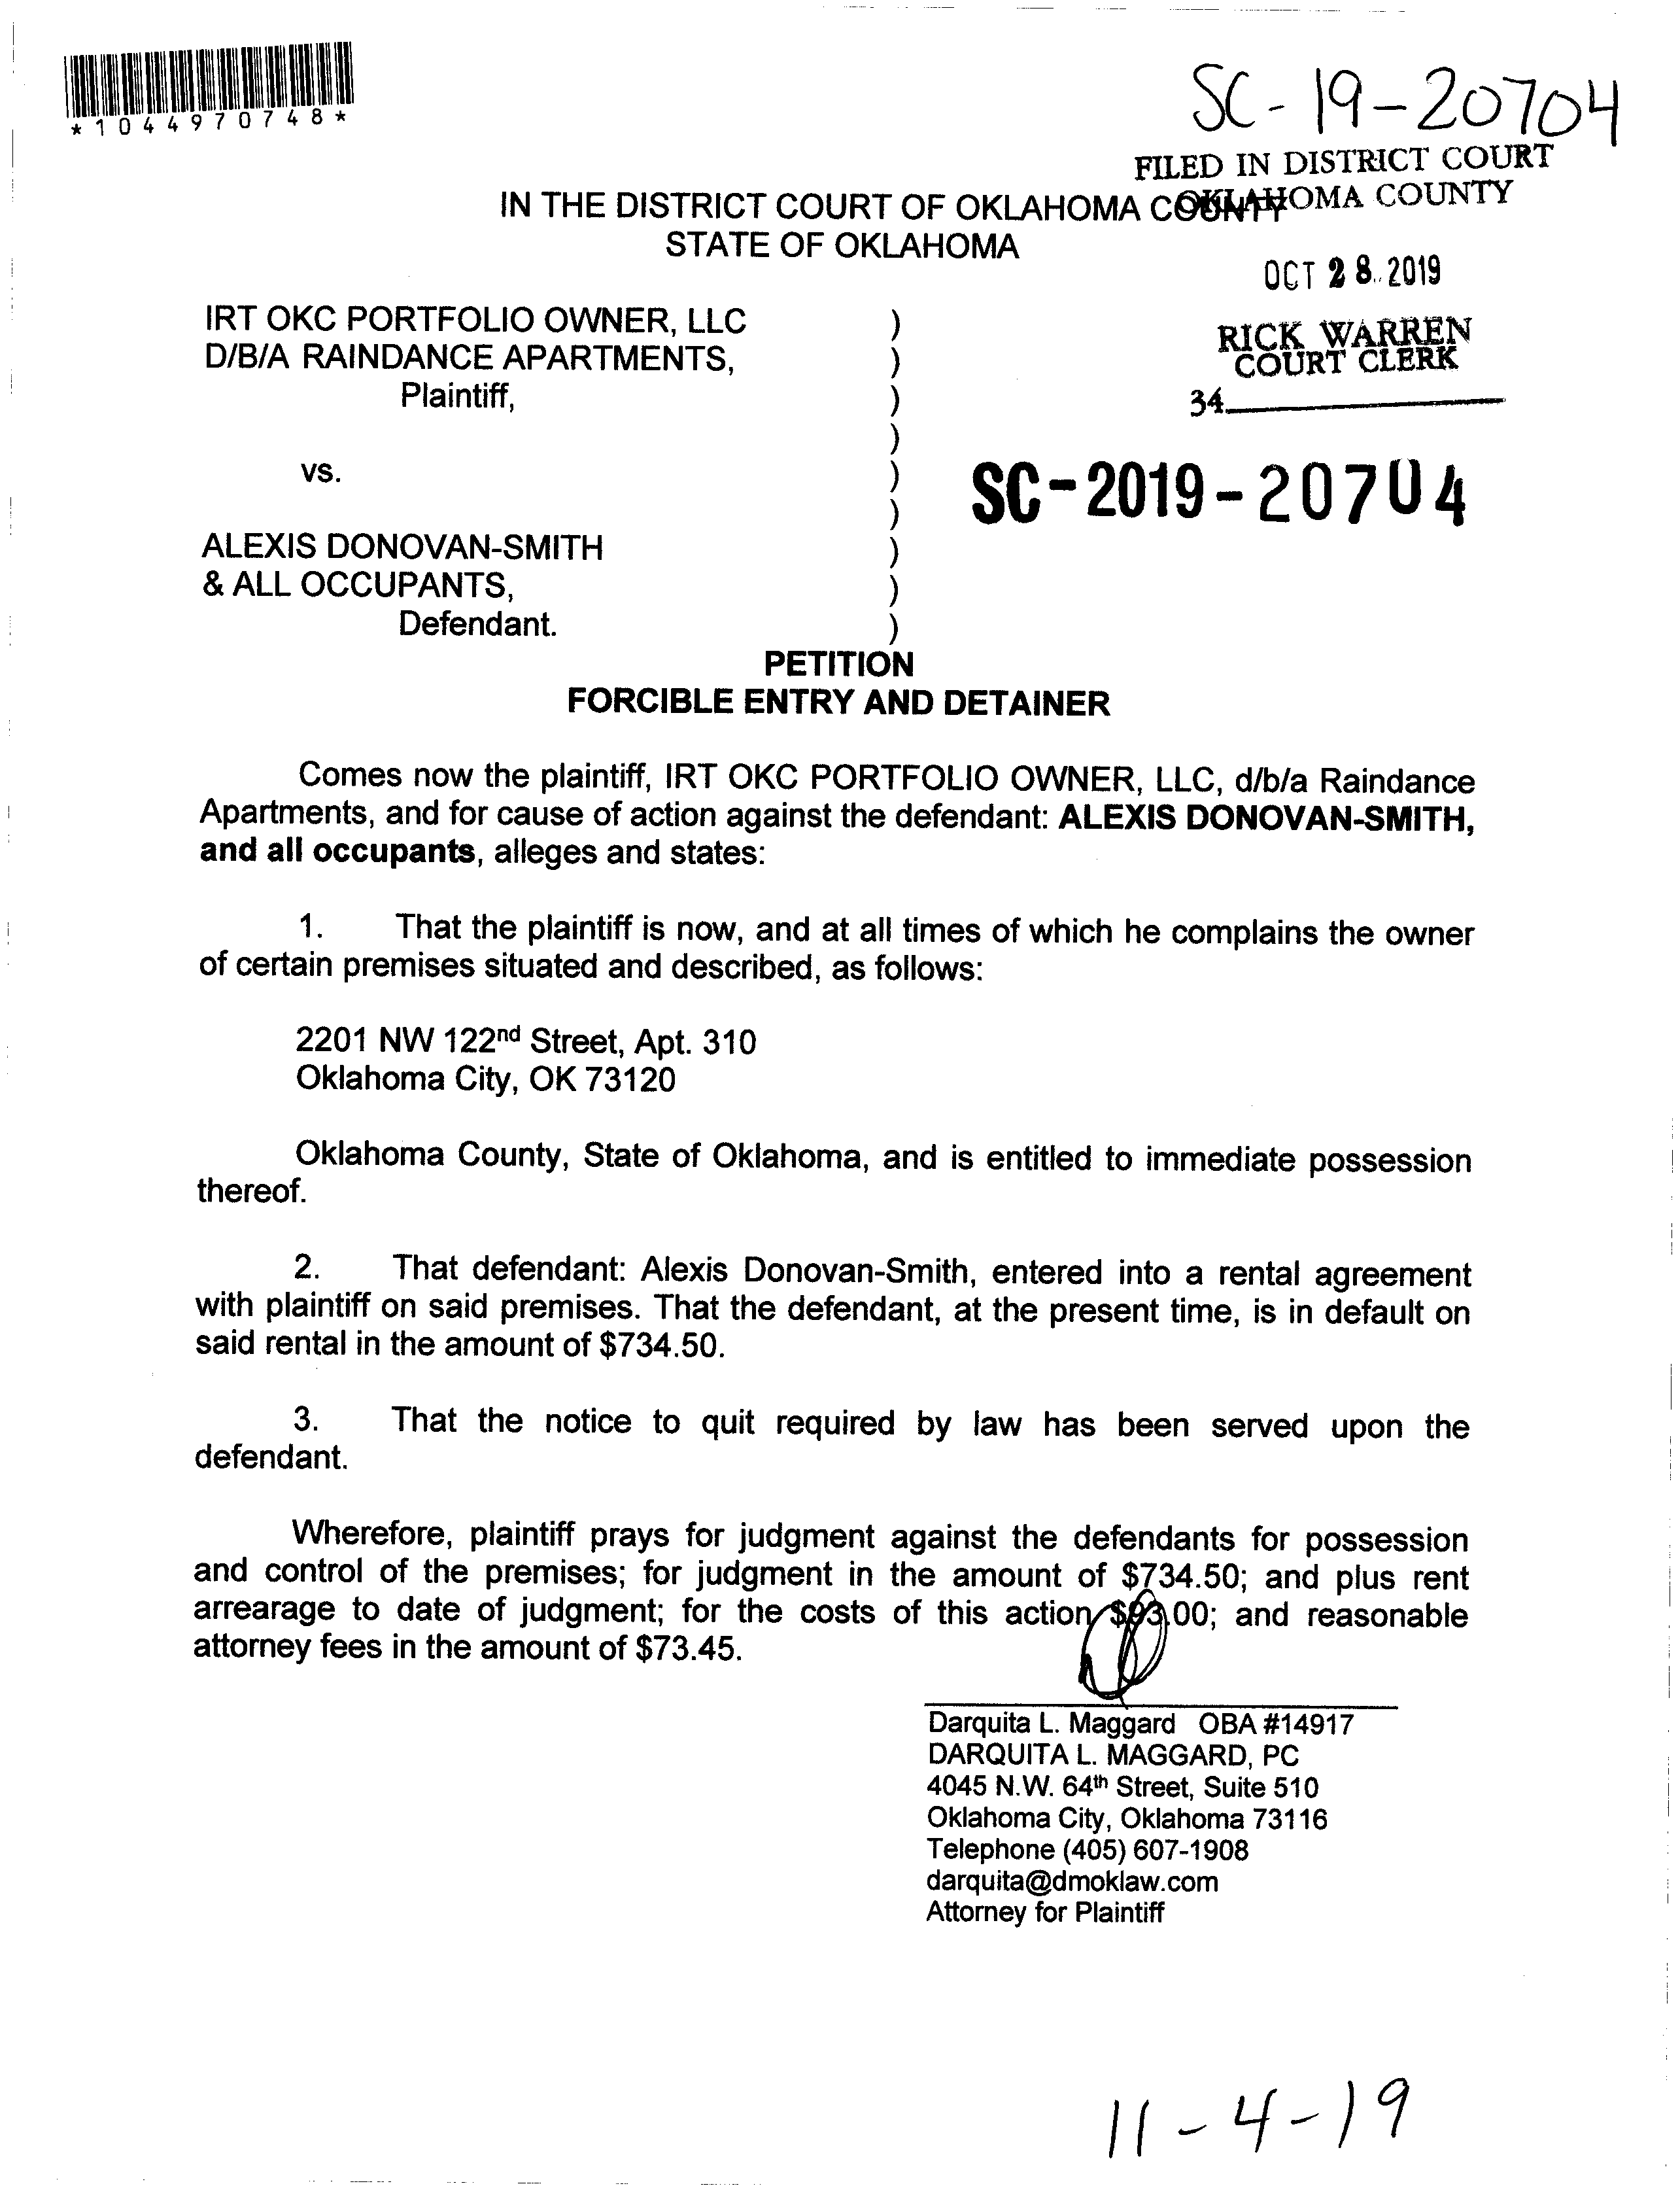 *1044970748*
SC-19-20704
FILED IN DISTRICT COURT
OKLAHOMA COUNTY
IN THE DISTRICT COURT OF OKLAHOMA COUNTY
STATE OF OKLAHOMA
OCT 28 2019
IRT OKC PORTFOLIO OWNER, LLC )
D/B/A RAINDANCE APARTMENTS, )
Plaintiff, )
)
vs. )
)
ALEXIS DONOVAN-SMITH )
& ALL OCCUPANTS, )
Defendant. )
RICK WARREN
COURT CLERK
34
SC-2019-20704
PETITION
FORCIBLE ENTRY AND DETAINER
Comes now the plaintiff, IRT OKC PORTFOLIO OWNER, LLC, d/b/a Raindance
Apartments, and for cause of action against the defendant: ALEXIS DONOVAN-SMITH,
and all occupants, alleges and states:
1. That the plaintiff is now, and at all times of which he complains the owner
of certain premises situated and described, as follows:
2201 NW 122nd Street, Apt. 310
Oklahoma City, OK 73120
Oklahoma County, State of Oklahoma, and is entitled to immediate possession
thereof.
2. That defendant: Alexis Donovan-Smith, entered into a rental agreement
with plaintiff on said premises. That the defendant, at the present time, is in default on
said rental in the amount of $734.50.
3. That the notice to quit required by law has been served upon the
defendant.
Wherefore, plaintiff prays for judgment against the defendants for possession
and control of the premises; for judgment in the amount of $734.50; and plus rent
arrearage to date of judgment; for the costs of this action $93.00; and reasonable
attorney fees in the amount of $73.45.
Darquita L. Maggard OBA #14917
DARQUITA L. MAGGARD, PC
4045 N.W. 64th Street, Suite 510
Oklahoma City, Oklahoma 73116
Telephone (405) 607-1908
darquita@dmoklaw.com
Attorney for Plaintiff
11-4-19